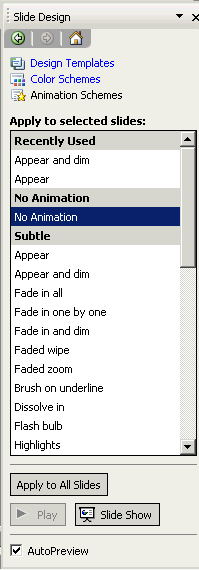 Slide Design
Design Templates
Color Schemes
Animation Schemes
Apply to selected slides:
Recently Used
Appear and dim
Appear
No Animation
No Animation
Subtle
Appear
Appear and dim
Fade in all
Fade in one by one
Fade in and dim
Faded wipe
Faded zoom
Brush on underline
Dissolve in
Flash bulb
Highlights
Apply to All Slides
Play
Slide Show
AutoPreview